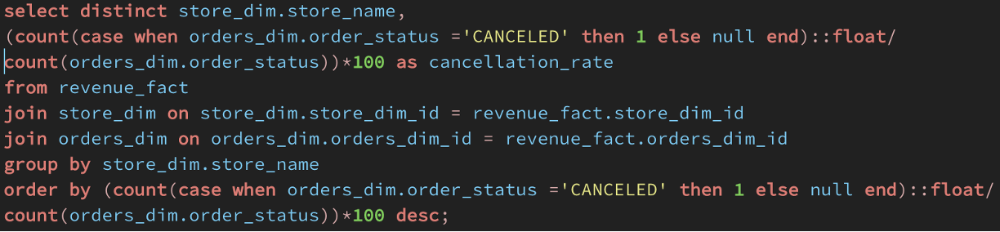 select distinct store_dim.store_name,
(count(case when orders_dim.order_status ='CANCELED' then 1 else null end)::float/
count(orders_dim.order_status))*100 as cancellation_rate
from revenue_fact
join store_dim on store_dim.store_dim_id = revenue_fact.store_dim_id
join orders_dim on orders_dim.orders_dim_id = revenue_fact.orders_dim_id
group by store_dim.store_name
order by (count(case when orders_dim.order_status ='CANCELED' then 1 else null end)::float/
count(orders_dim.order_status))*100 desc;